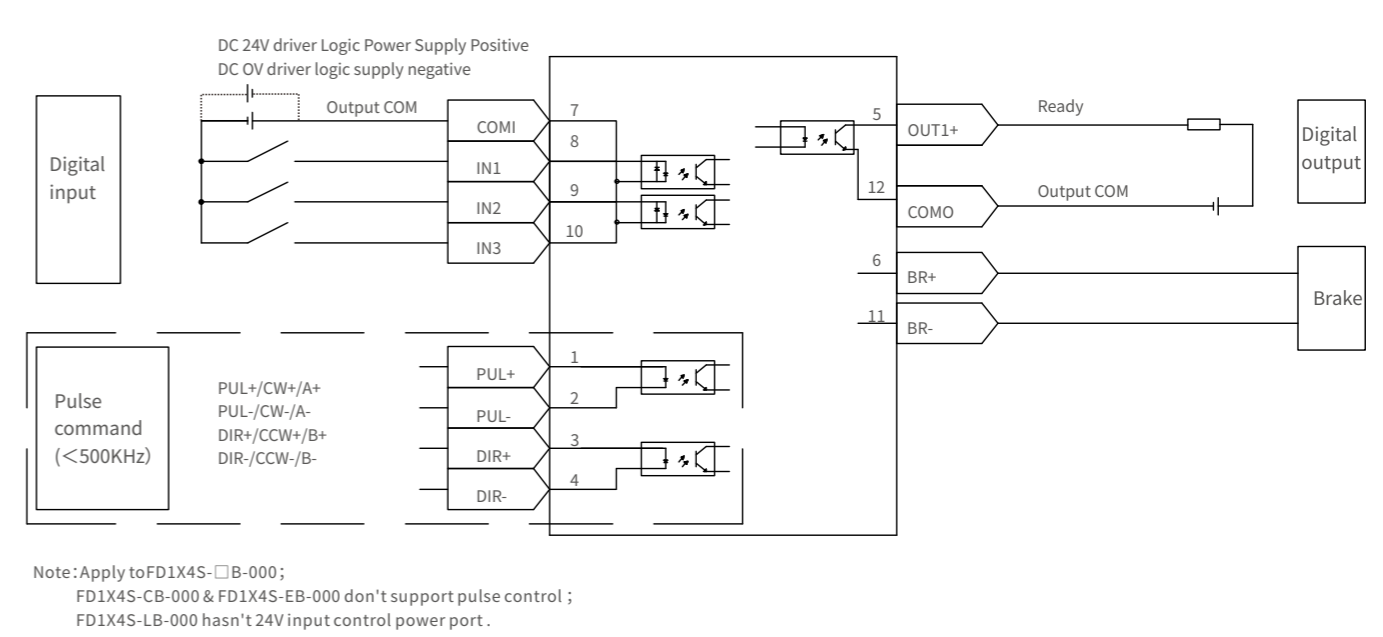 DC 24V driver Logic Power Supply Positive
DC OV driver logic supply negative
Output COM
Digital
input
COMI
IN1
IN2
IN3
7
8
9
10
5
12
6
11
OUT1+
COMO
BR+
BR-
Ready
Output COM
Digital
output
Brake
Pulse
command
(<500KHz)
PUL+/CW+/A+
PUL-/CW-/A-
DIR+/CCW+/B+
DIR-/CCW-/B-
PUL+
PUL-
DIR+
DIR-
1
2
3
4
Note:Apply toFD1X4S-□B-000;
FD1X4S-CB-000 & FD1X4S-EB-000 don't support pulse control ;
FD1X4S-LB-000 hasn't 24V input control power port .